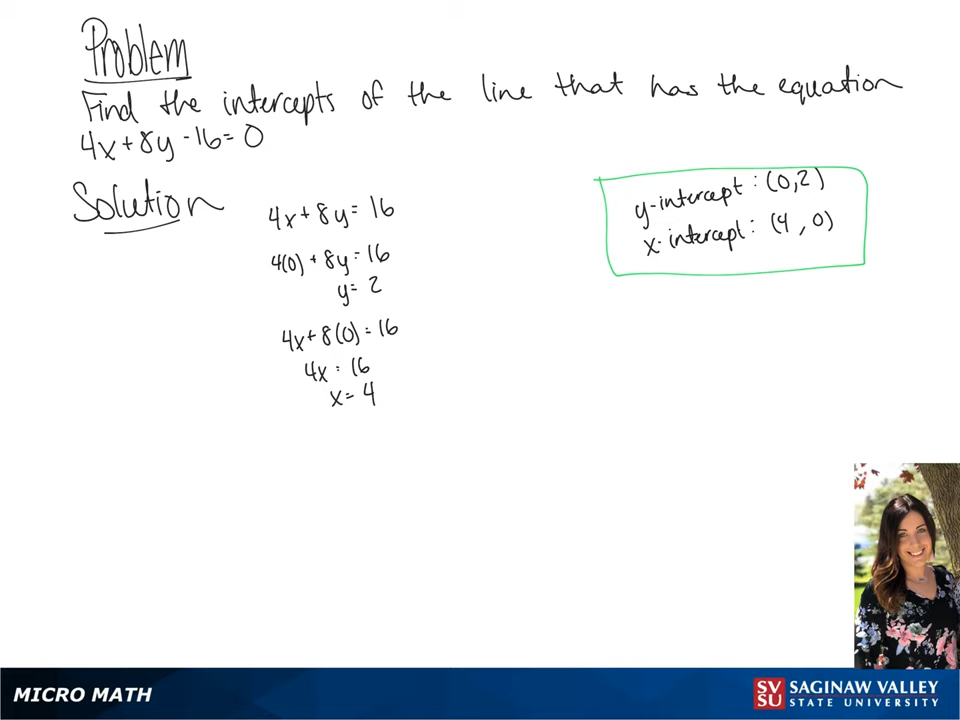 Problem
Find the intercepts of the line that has the equation
4x+8y-16=0
Solution
4x+8y=16
4(0)+8y=16
y=2
4x+8(0)=16
4x=16
x=4
y-intercept: (0,2)
x-intercept: (4,0)
MICRO MATH
SVSU
SAGINAW VALLEY
STATE UNIVERSITY